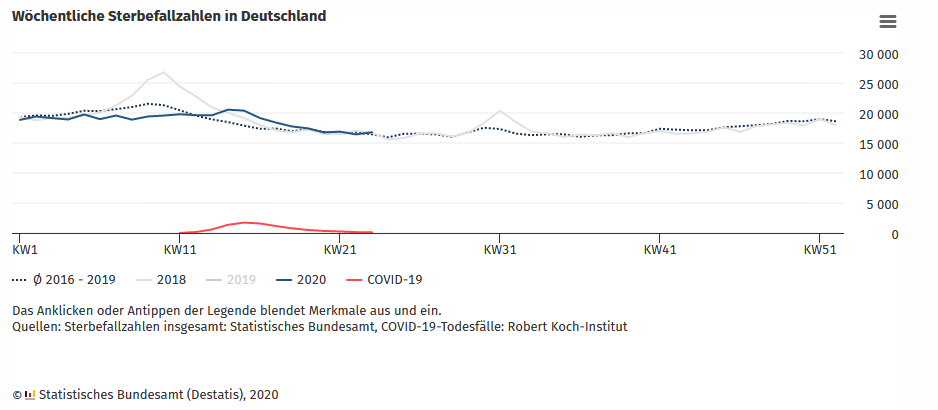 Wöchentliche Sterbefallzahlen in Deutschland
30 000
25 000
20 000
15 000
10 000
5 000
0
KW1 KW11 KW21 KW31 KW41 KW51
Ø 2016 - 2019 2018 2019 2020 COVID-19
Das Anklicken oder Antippen der Legende blendet Merkmale aus und ein.
Quellen: Sterbefallzahlen insgesamt: Statistisches Bundesamt, COVID-19-Todesfälle: Robert Koch-Institut
© Statistisches Bundesamt (Destatis), 2020